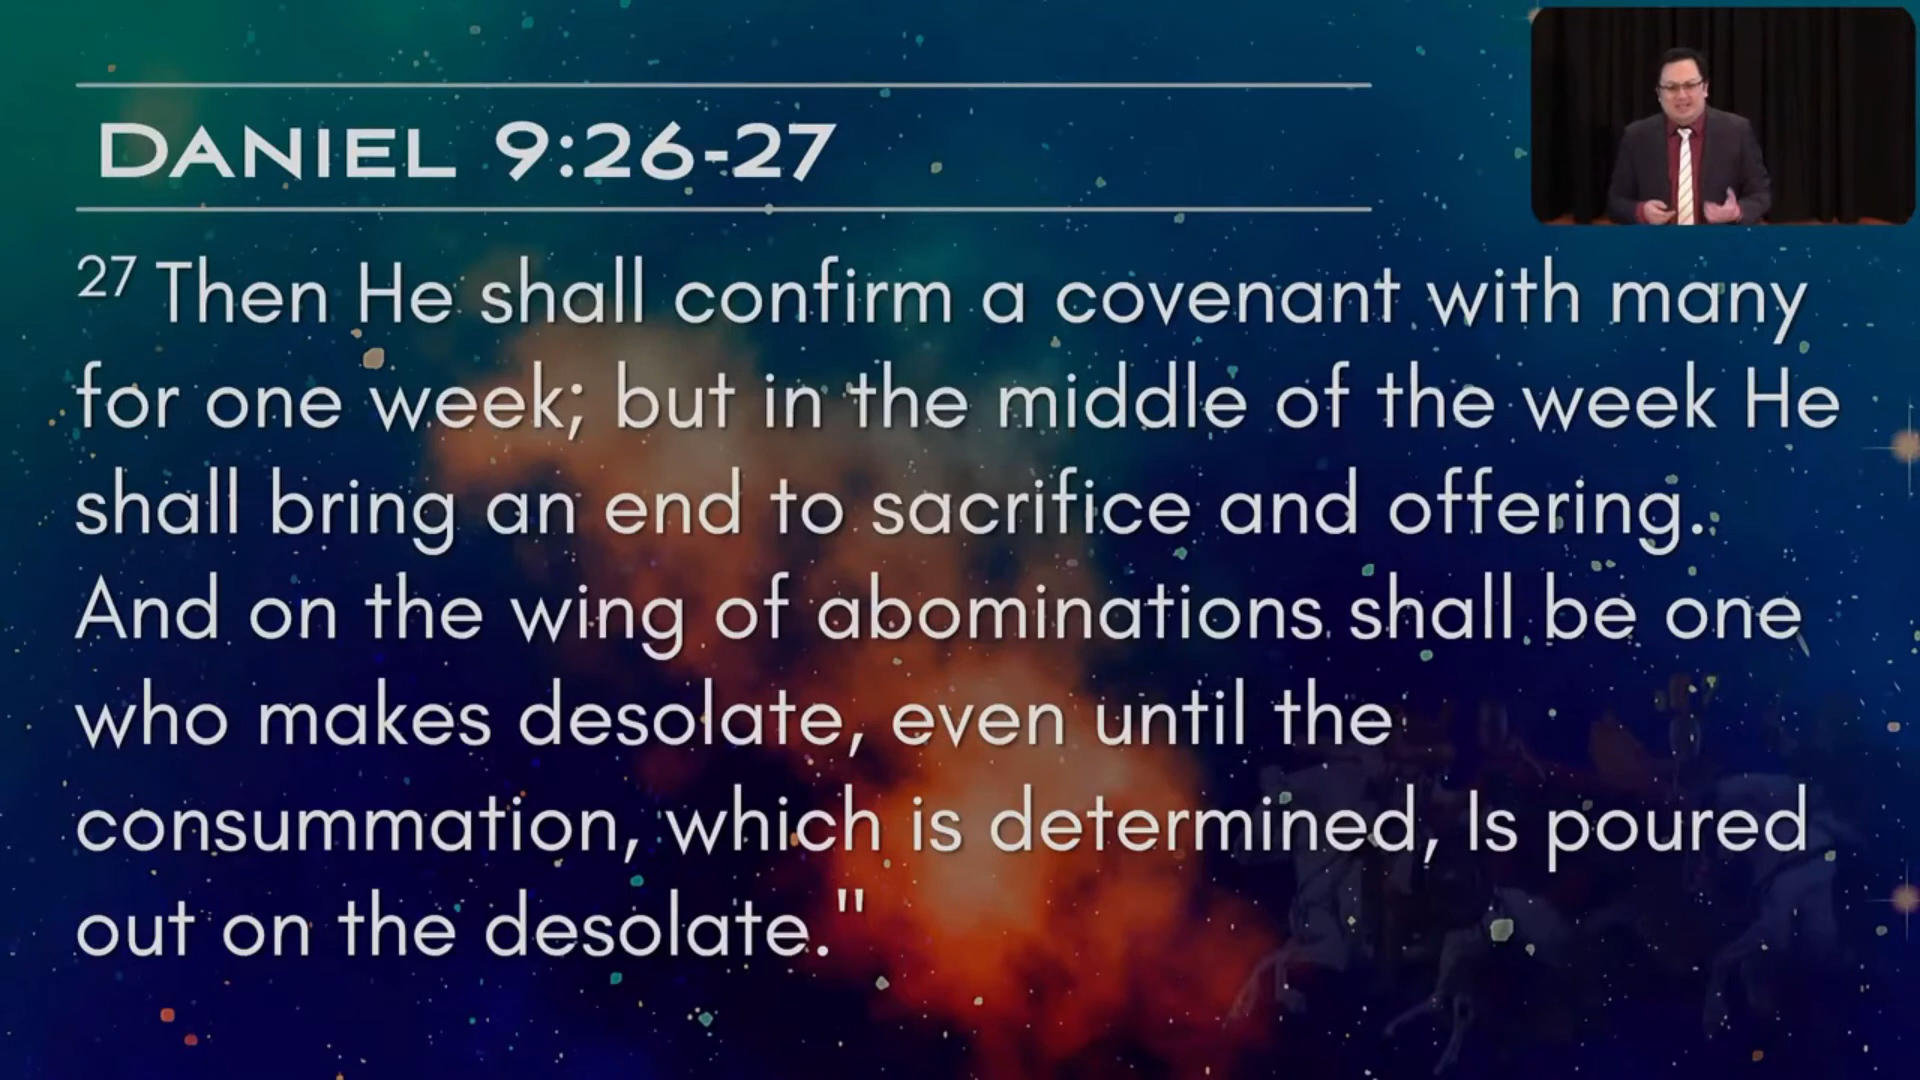 DANIEL 9:26-27
27 Then He shall confirm a covenant with many
for one week; but in the middle of the week He
shall bring an end to sacrifice and offering.
And on the wing of abominations shall be one
who makes desolate, even until the
consummation, which is determined, Is poured
out on the desolate."